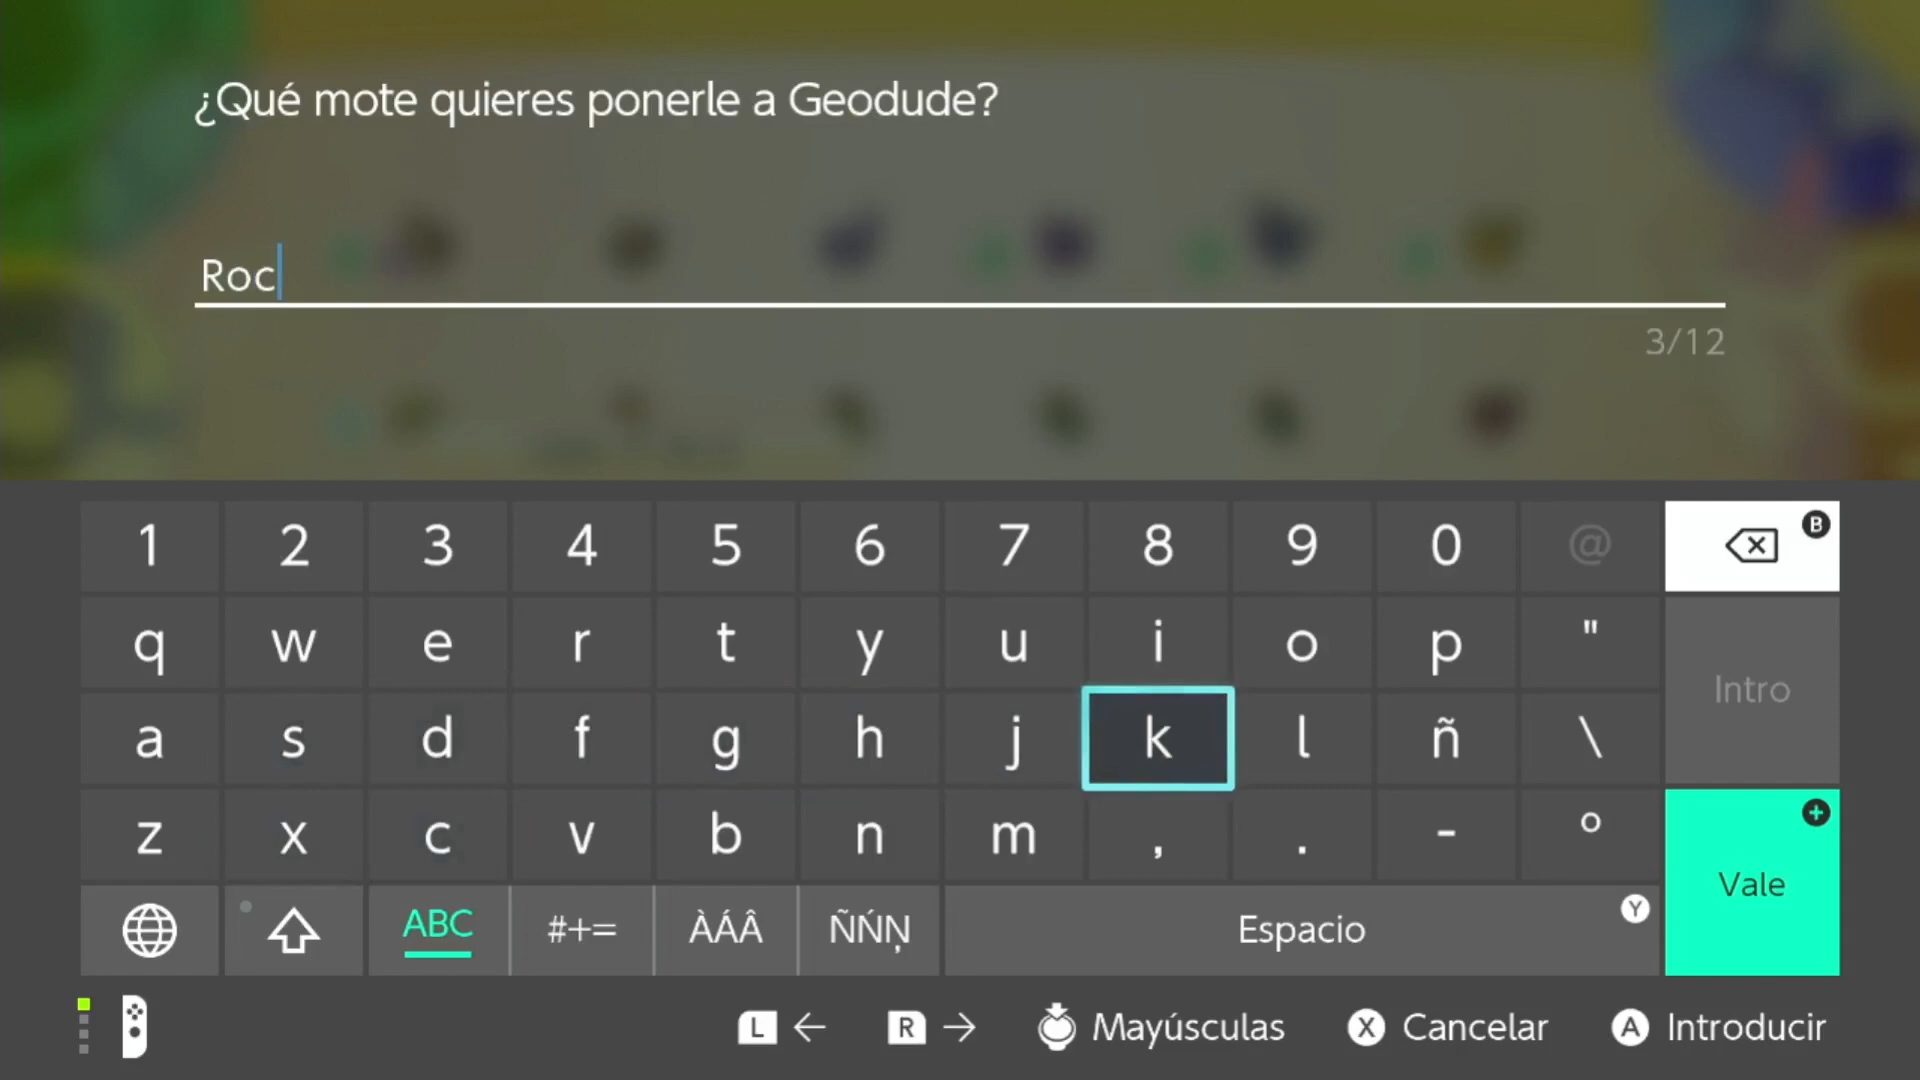 ¿Qué mote quieres ponerle a Geodude?
Roc
3/12
1 2 3 4 5 6 7 8 9 0 @ B
q w e r t y u i o p "
Intro
a s d f g h j k l ñ \
z x c v b n m , . - º
Vale
ABC #+= ÀÁÂ ÑŃŅ Espacio Y
L ← R → Mayúsculas X Cancelar A Introducir